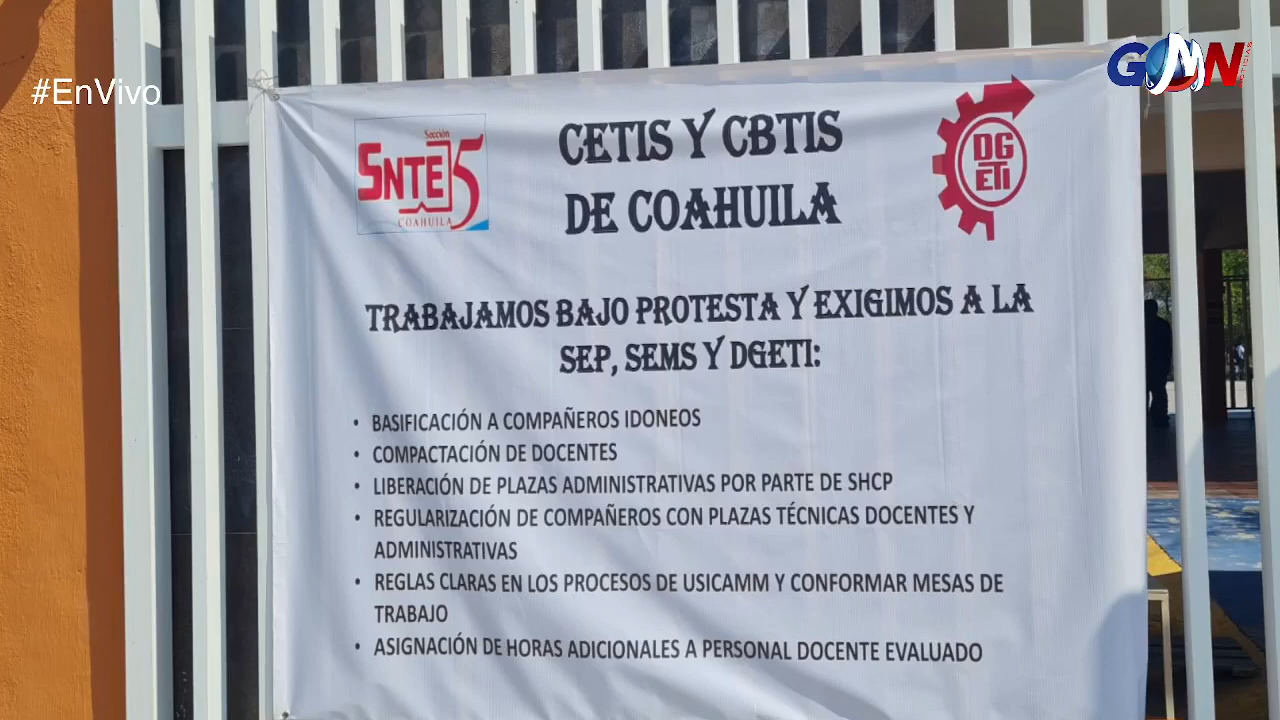 #EnVivo
GMN
NOTICIAS
Sección
SNTE 5
COAHUILA
CETIS Y CBTIS
DE COAHUILA
DG
ETI
TRABAJAMOS BAJO PROTESTA Y EXIGIMOS A LA
SEP, SEMS Y DGETI:
• BASIFICACIÓN A COMPAÑEROS IDONEOS
• COMPACTACIÓN DE DOCENTES
• LIBERACIÓN DE PLAZAS ADMINISTRATIVAS POR PARTE DE SHCP
• REGULARIZACIÓN DE COMPAÑEROS CON PLAZAS TÉCNICAS DOCENTES Y
ADMINISTRATIVAS
• REGLAS CLARAS EN LOS PROCESOS DE USICAMM Y CONFORMAR MESAS DE
TRABAJO
• ASIGNACIÓN DE HORAS ADICIONALES A PERSONAL DOCENTE EVALUADO